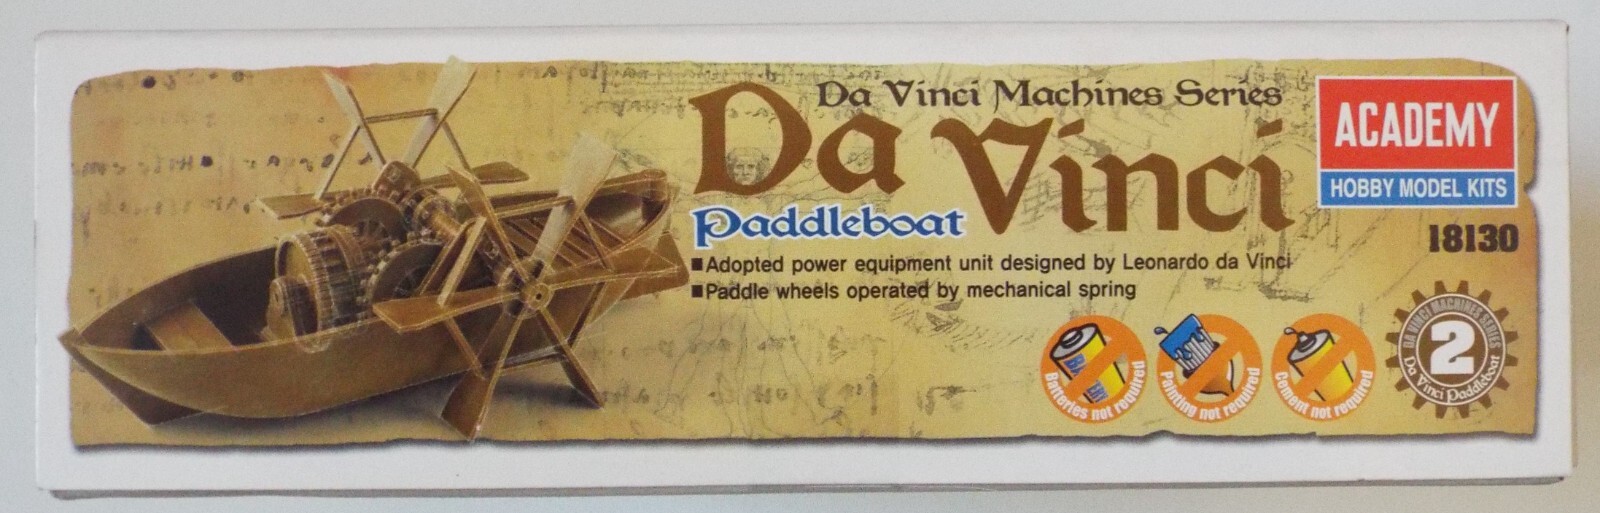 Da Vinci Machines Series
Da Vinci
Paddleboat
■Adopted power equipment unit designed by Leonardo da Vinci
■Paddle wheels operated by mechanical spring
ACADEMY
HOBBY MODEL KITS
18130
BATTERY
Batteries not required
Painting not required
Cement not required
DA VINCI MACHINES SERIES
2
Da Vinci Paddleboat